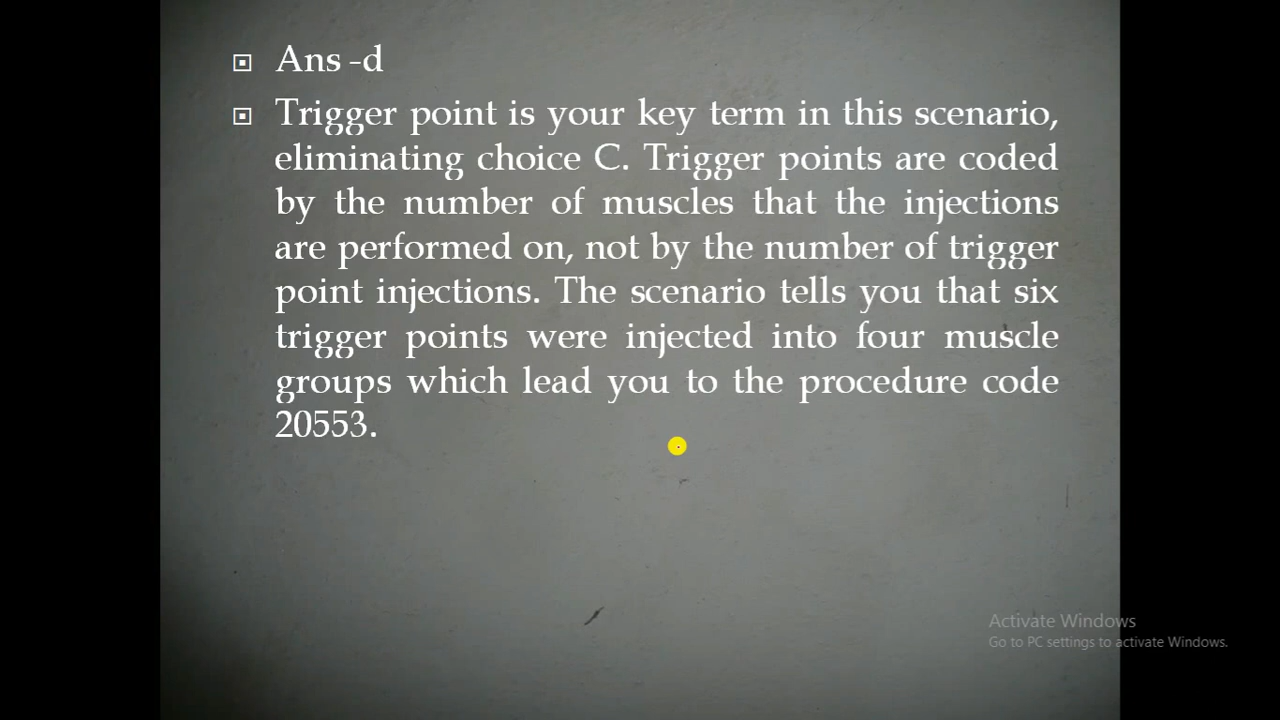 Ans -d
Trigger point is your key term in this scenario,
eliminating choice C. Trigger points are coded
by the number of muscles that the injections
are performed on, not by the number of trigger
point injections. The scenario tells you that six
trigger points were injected into four muscle
groups which lead you to the procedure code
20553.
Activate Windows
Go to PC settings to activate Windows.